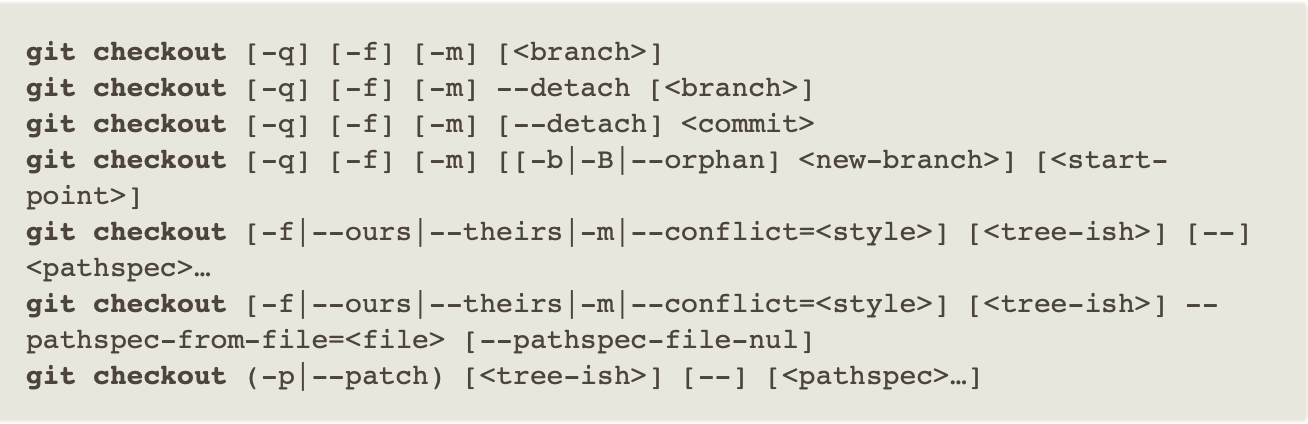 git checkout [-q] [-f] [-m] [<branch>]
git checkout [-q] [-f] [-m] --detach [<branch>]
git checkout [-q] [-f] [-m] [--detach] <commit>
git checkout [-q] [-f] [-m] [[-b|-B|--orphan] <new-branch>] [<start-
point>]
git checkout [-f|--ours|--theirs|-m|--conflict=<style>] [<tree-ish>] [--]
<pathspec>…
git checkout [-f|--ours|--theirs|-m|--conflict=<style>] [<tree-ish>] --
pathspec-from-file=<file> [--pathspec-file-nul]
git checkout (-p|--patch) [<tree-ish>] [--] [<pathspec>…]